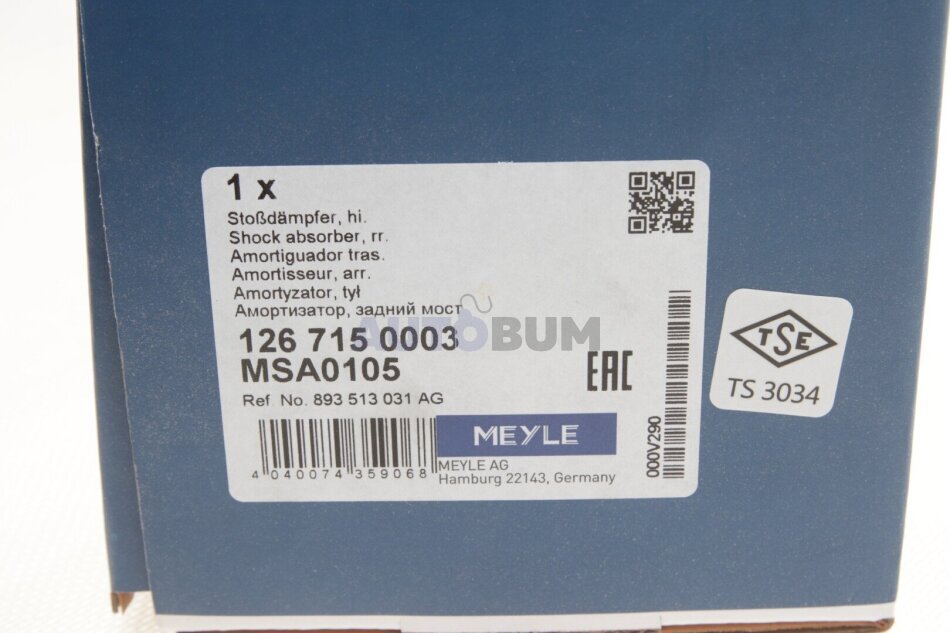 1 x
Stoßdämpfer, hi.
Shock absorber, rr.
Amortiguador tras.
Amortisseur, arr.
Amortyzator, tył
Амортизатор, задний мост
AUTOBUM
126 715 0003
MSA0105
EAC
Ref. No. 893 513 031 AG
4 040074 359068
MEYLE
MEYLE AG
Hamburg 22143, Germany
000V290
TSE
TS 3034